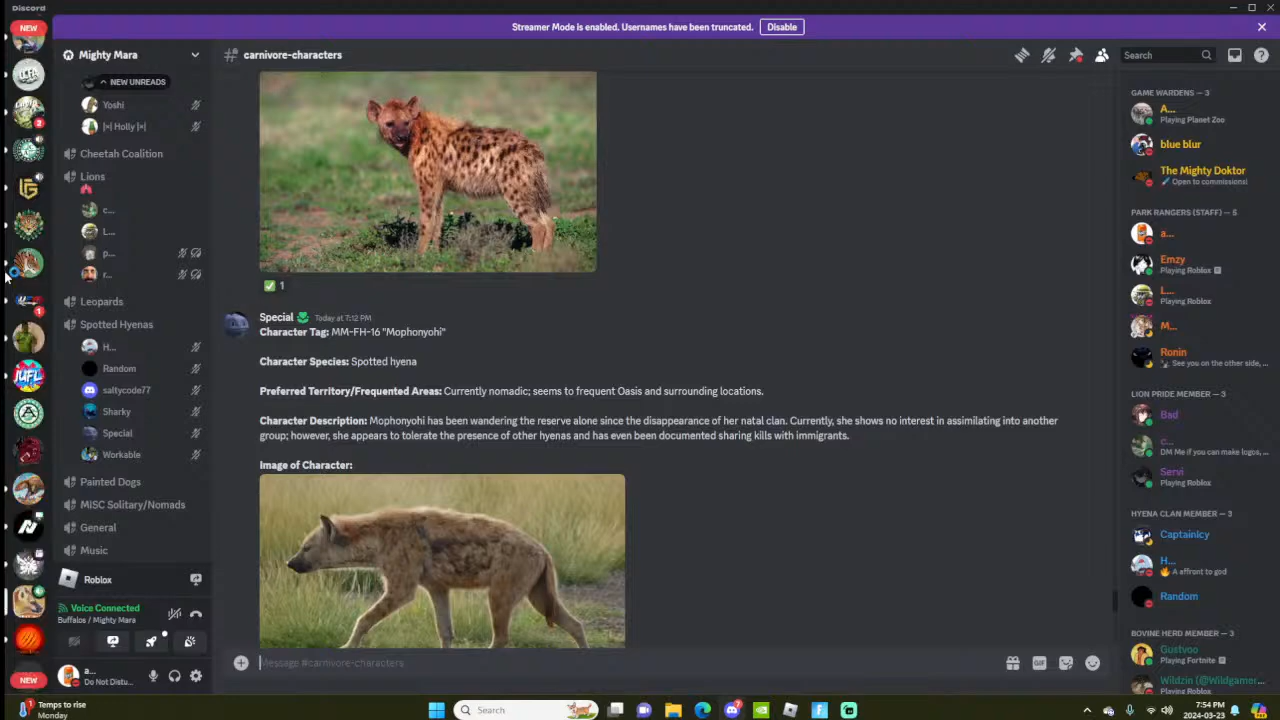 Discord
Streamer Mode is enabled. Usernames have been truncated.
Disable
NEW
Mighty Mara
NEW UNREADS
Yoshi
|=| Holly |=|
Cheetah Coalition
Lions
c...
L...
p...
r...
Leopards
Spotted Hyenas
H...
Random
saltycode77
Sharky
Special
Workable
Painted Dogs
MISC Solitary/Nomads
General
Music
Roblox
Voice Connected
Buffalos / Mighty Mara
a...
Do Not Distu...
2
1
NEW
carnivore-characters
Search
1
Special
Today at 7:12 PM
Character Tag: MM-FH-16 "Mophonyohi"
Character Species: Spotted hyena
Preferred Territory/Frequented Areas: Currently nomadic; seems to frequent Oasis and surrounding locations.
Character Description: Mophonyohi has been wandering the reserve alone since the disappearance of her natal clan. Currently, she shows no interest in assimilating into another
group; however, she appears to tolerate the presence of other hyenas and has even been documented sharing kills with immigrants.
Image of Character:
Message #carnivore-characters
GIF
GAME WARDENS — 3
A...
Playing Planet Zoo
blue blur
The Mighty Doktor
Open to commissions!
PARK RANGERS (STAFF) — 5
a...
Emzy
Playing Roblox
L...
Playing Roblox
M...
Ronin
See you on the other side, ...
LION PRIDE MEMBER — 3
Bad
c...
DM Me if you can make logos, ...
Servi
Playing Roblox
HYENA CLAN MEMBER — 3
CaptainIcy
H...
A affront to god
Random
BOVINE HERD MEMBER — 3
Gustvoo
Playing Fortnite
Wildzin (@Wildgamer...
Playing Roblox
Temps to rise
Monday
Search
7:54 PM
2024-03-23